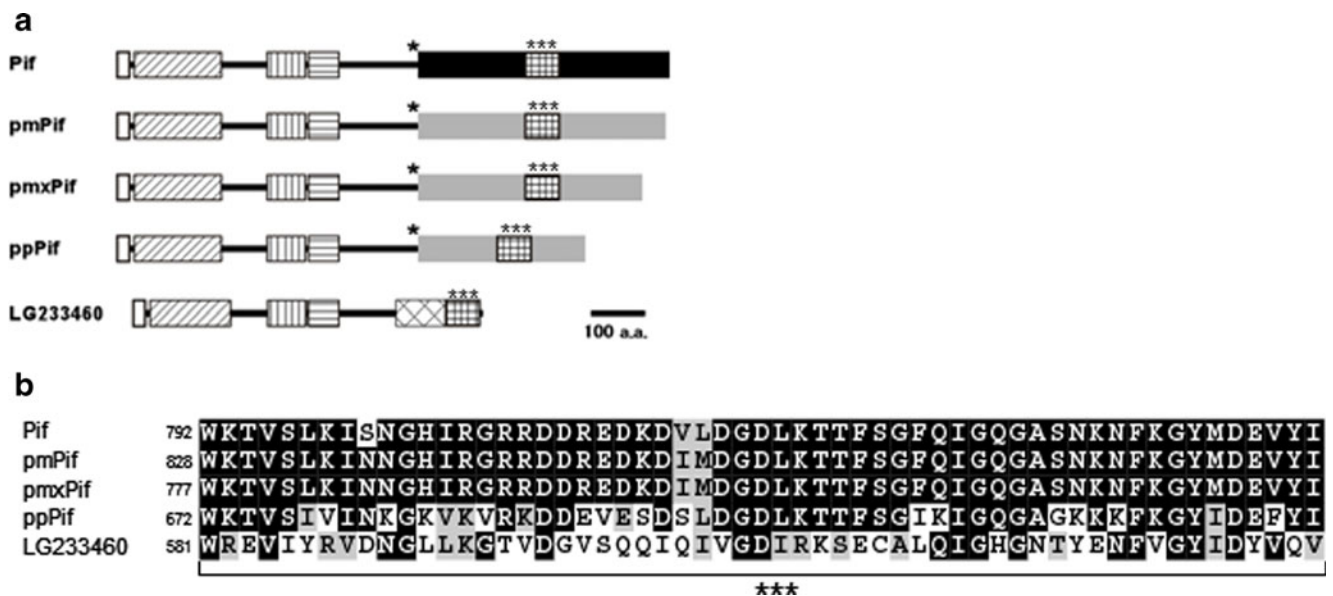 a
* ***
Pif
* ***
pmPif
* ***
pmxPif
* ***
ppPif
***
LG233460
100 a.a.
b
Pif 792 WKTVSLKISNGHIRGRRDDREDKDVLDGDLKTTFSGFQIGQGASNKNFKGYMDEVYI
pmPif 828 WKTVSLKINNGHIRGRRDDREDKDIMDGDLKTTFSGFQIGQGASNKNFKGYMDEVYI
pmxPif 777 WKTVSLKINNGHIRGRRDDREDKDIMDGDLKTTFSGFQIGQGASNKNFKGYMDEVYI
ppPif 672 WKTVSIVINKGKVKVRKDDEVESDSLDGDLKTTFSGIKIGQGAGKKKFKGYIDEFYI
LG233460 581 WREVIYRVDNGLLKGTVDGVSQQIQIVGDIRKSECALQIGHGNTYENFVGYIDYVQV
***